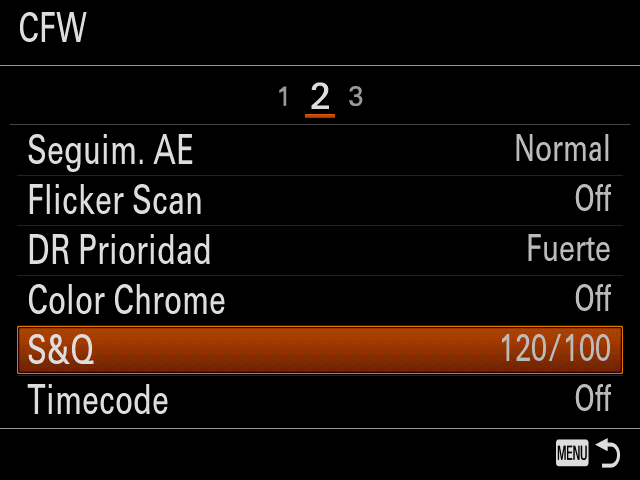 CFW
1 2 3
Seguim. AE Normal
Flicker Scan Off
DR Prioridad Fuerte
Color Chrome Off
S&Q 120/100
Timecode Off
MENU